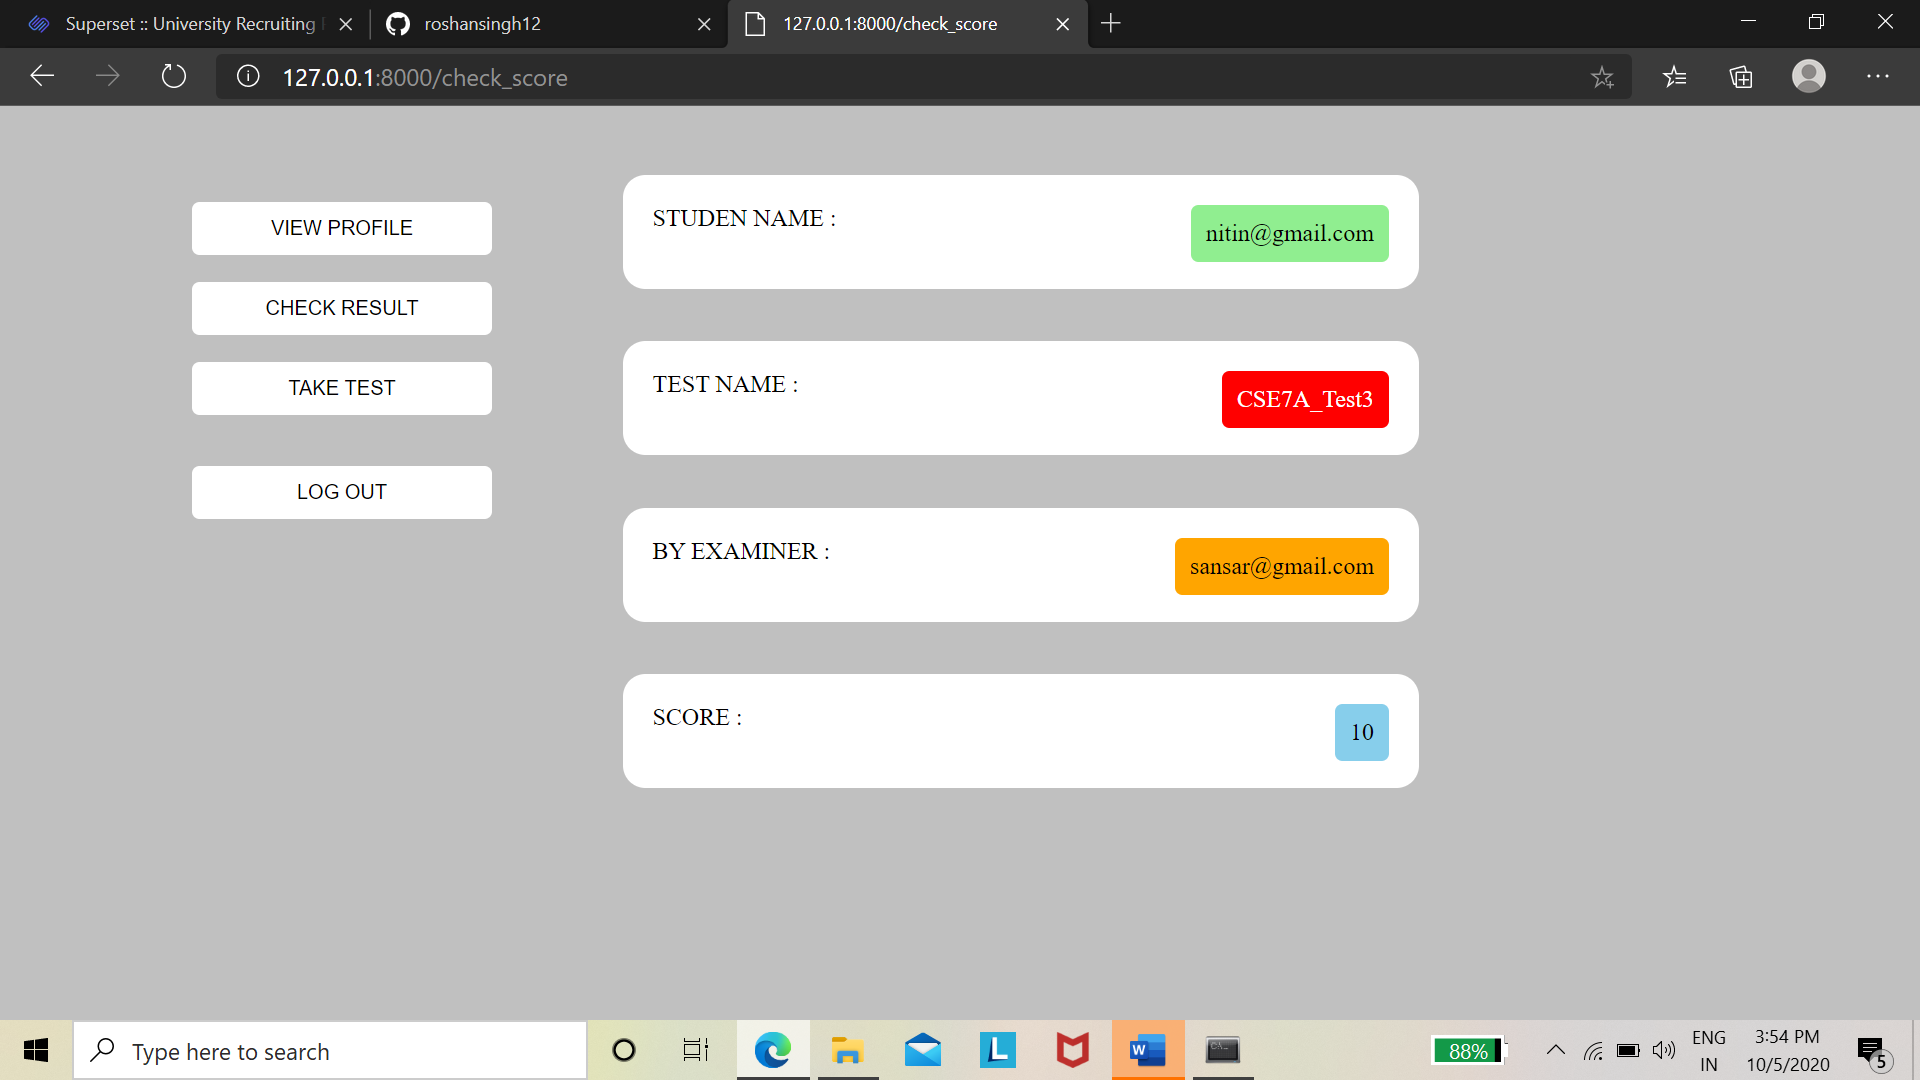 Superset :: University Recruiting
roshansingh12
127.0.0.1:8000/check_score
127.0.0.1:8000/check_score
VIEW PROFILE
CHECK RESULT
TAKE TEST
LOG OUT
STUDEN NAME :
nitin@gmail.com
TEST NAME :
CSE7A_Test3
BY EXAMINER :
sansar@gmail.com
SCORE :
10
Type here to search
L
W
88%
ENG
IN
3:54 PM
10/5/2020
5